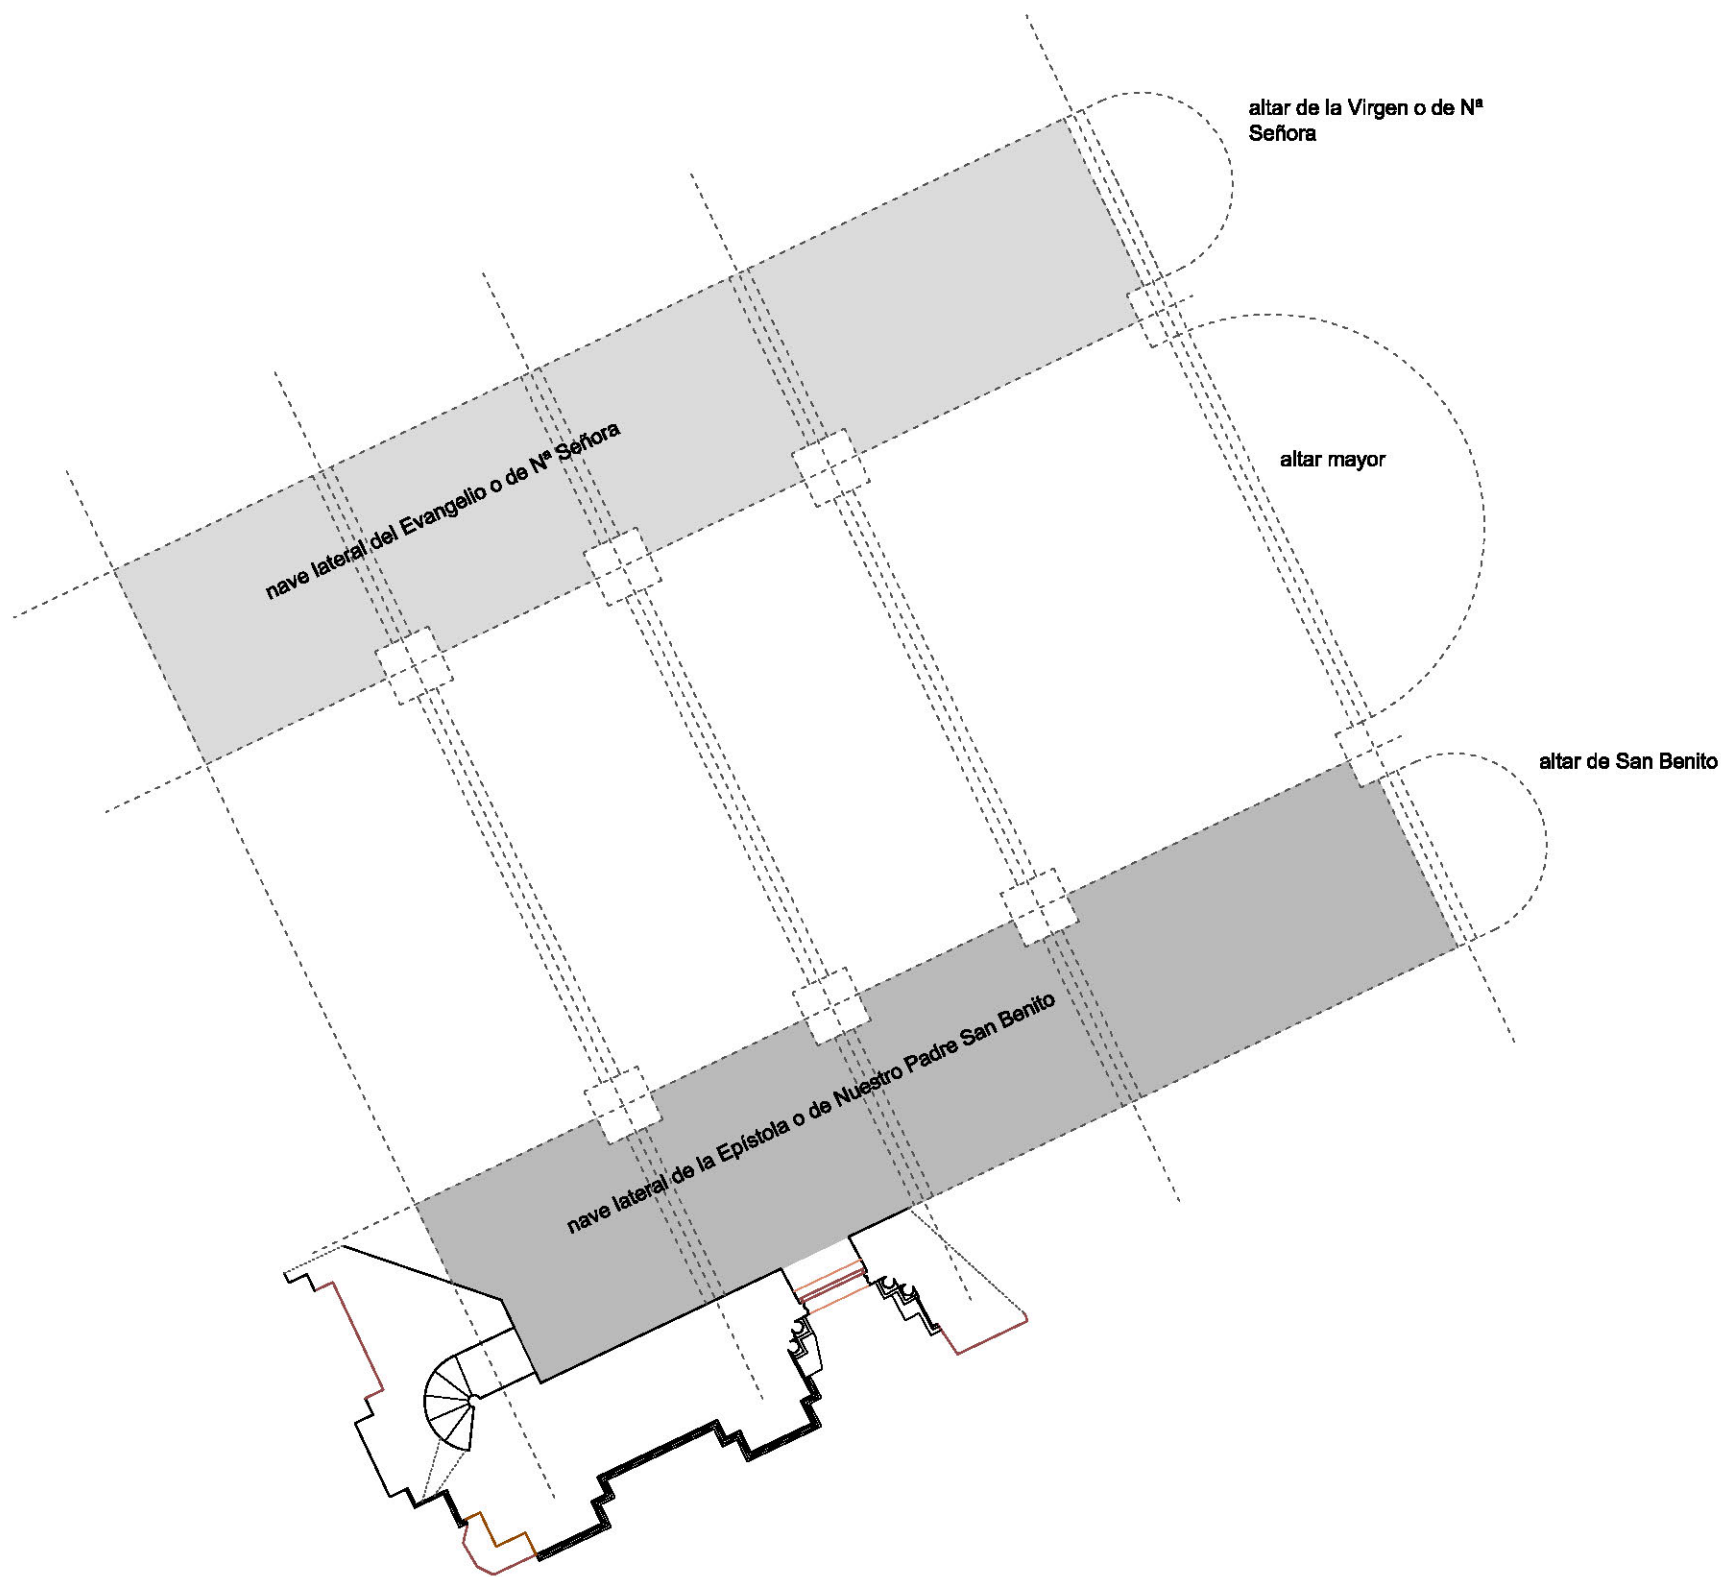 altar de la Virgen o de Nª
Señora
nave lateral del Evangelio o de Nª Señora
altar mayor
altar de San Benito
nave lateral de la Epístola o de Nuestro Padre San Benito